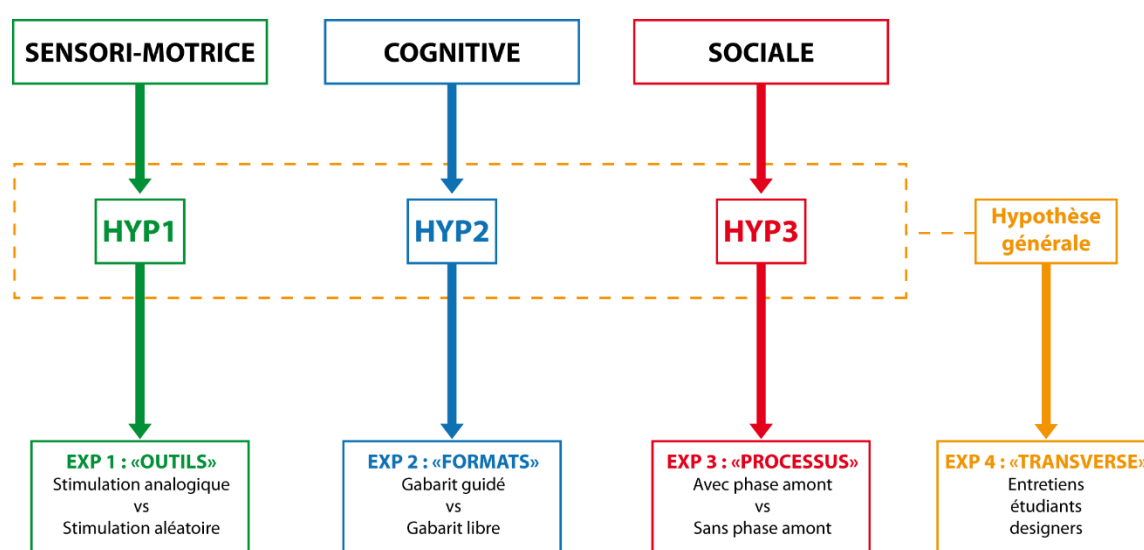 SENSORI-MOTRICE
COGNITIVE
SOCIALE
HYP1
HYP2
HYP3
Hypothèse
générale
EXP 1 : «OUTILS»
Stimulation analogique
vs
Stimulation aléatoire
EXP 2 : «FORMATS»
Gabarit guidé
vs
Gabarit libre
EXP 3 : «PROCESSUS»
Avec phase amont
vs
Sans phase amont
EXP 4 : «TRANSVERSE»
Entretiens
étudiants
designers